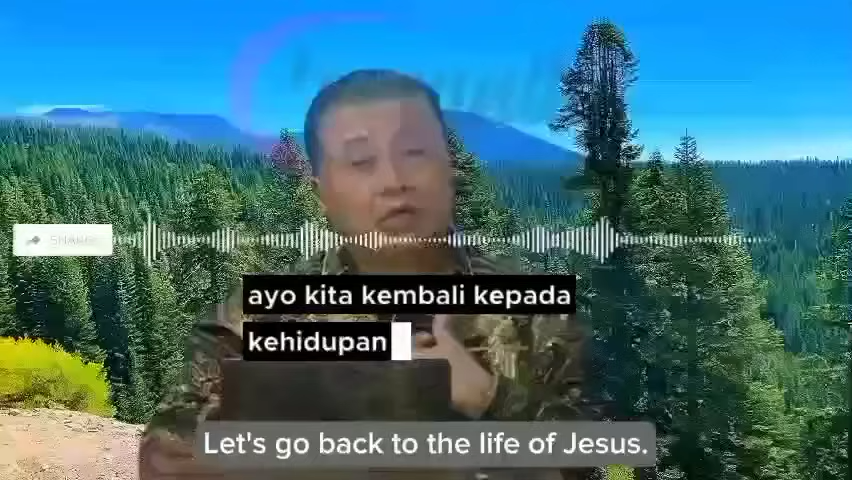 ayo kita kembali kepada
kehidupan
Let's go back to the life of Jesus.